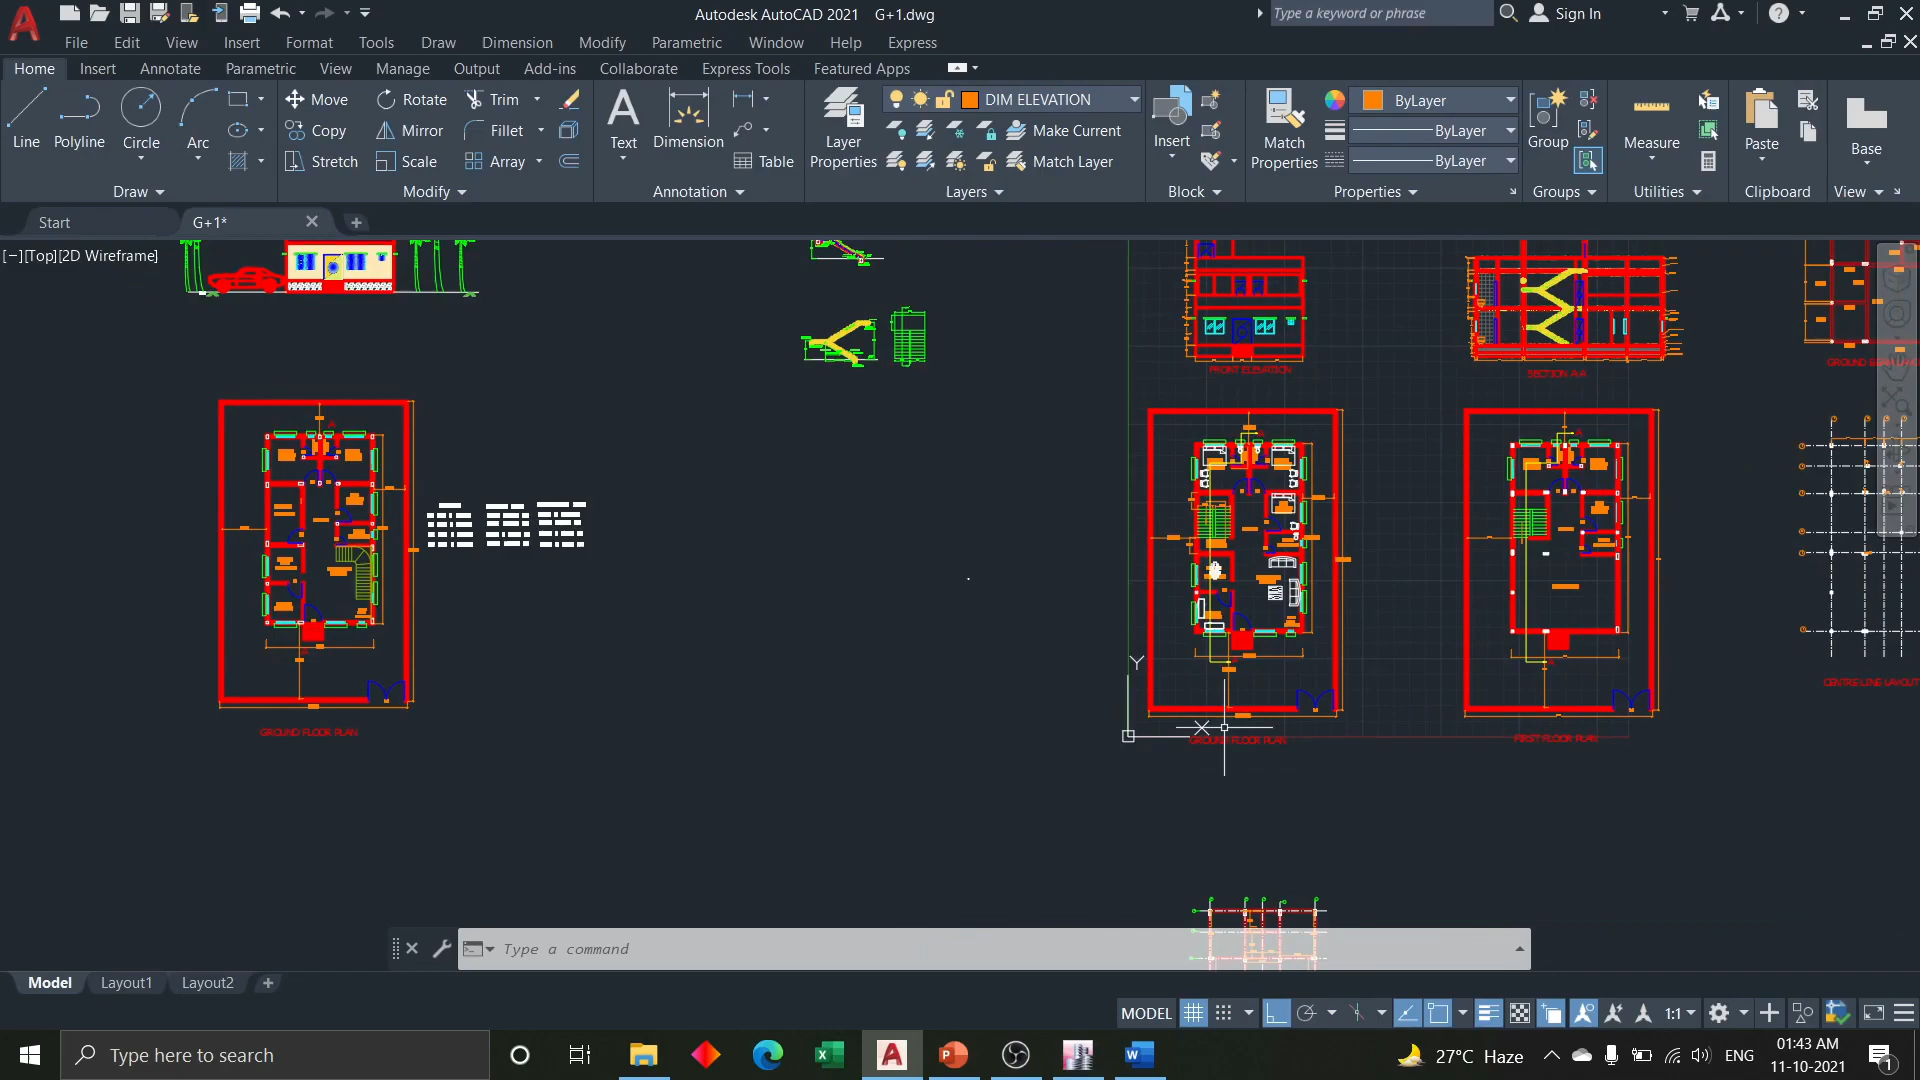 Autodesk AutoCAD 2021 G+1.dwg
Type a keyword or phrase
Sign In
File Edit View Insert Format Tools Draw Dimension Modify Parametric Window Help Express
Home Insert Annotate Parametric View Manage Output Add-ins Collaborate Express Tools Featured Apps
Line Polyline Circle Arc
Move Rotate Trim
Copy Mirror Fillet
Stretch Scale Array
Text Dimension Table
Layer Properties
DIM ELEVATION
Make Current
Match Layer
Insert
Match Properties
ByLayer
ByLayer
ByLayer
Group
Measure
Paste
Base
Draw Modify Annotation Layers Block Properties Groups Utilities Clipboard View
Start G+1*
[−][Top][2D Wireframe]
FRONT ELEVATION
SECTION A-A
Y
X
GROUND FLOOR PLAN
GROUND FLOOR PLAN
FIRST FLOOR PLAN
CENTRE LINE LAYOUT
Type a command
Model Layout1 Layout2
MODEL 1:1
Type here to search
27°C Haze ENG
01:43 AM
11-10-2021
1